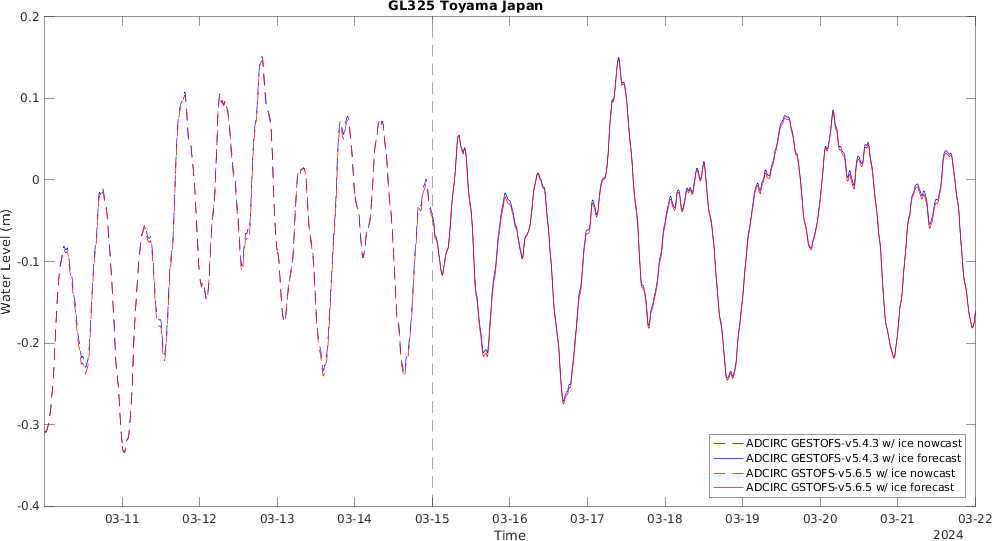 GL325 Toyama Japan
0.2
0.1
0
-0.1
-0.2
-0.3
-0.4
Water Level (m)
ADCIRC GESTOFS-v5.4.3 w/ ice nowcast
ADCIRC GESTOFS-v5.4.3 w/ ice forecast
ADCIRC GSTOFS-v5.6.5 w/ ice nowcast
ADCIRC GSTOFS-v5.6.5 w/ ice forecast
03-11 03-12 03-13 03-14 03-15 03-16 03-17 03-18 03-19 03-20 03-21 03-22
Time
2024